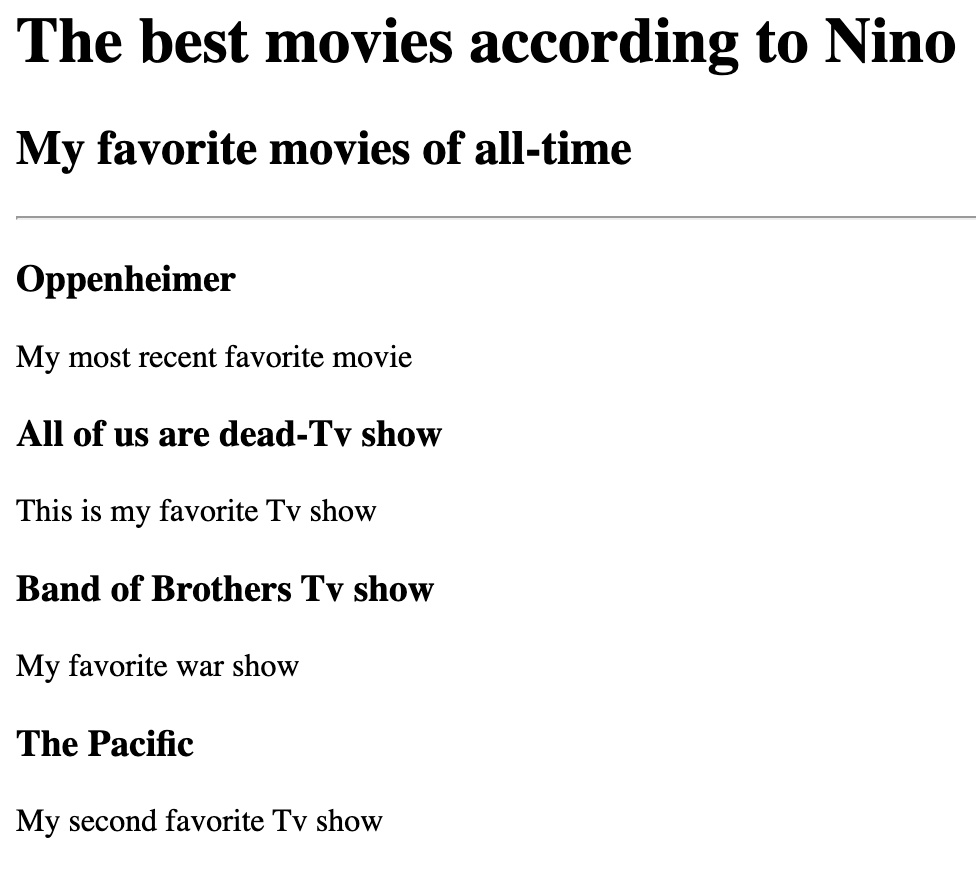 The best movies according to Nino
My favorite movies of all-time
Oppenheimer
My most recent favorite movie
All of us are dead-Tv show
This is my favorite Tv show
Band of Brothers Tv show
My favorite war show
The Pacific
My second favorite Tv show